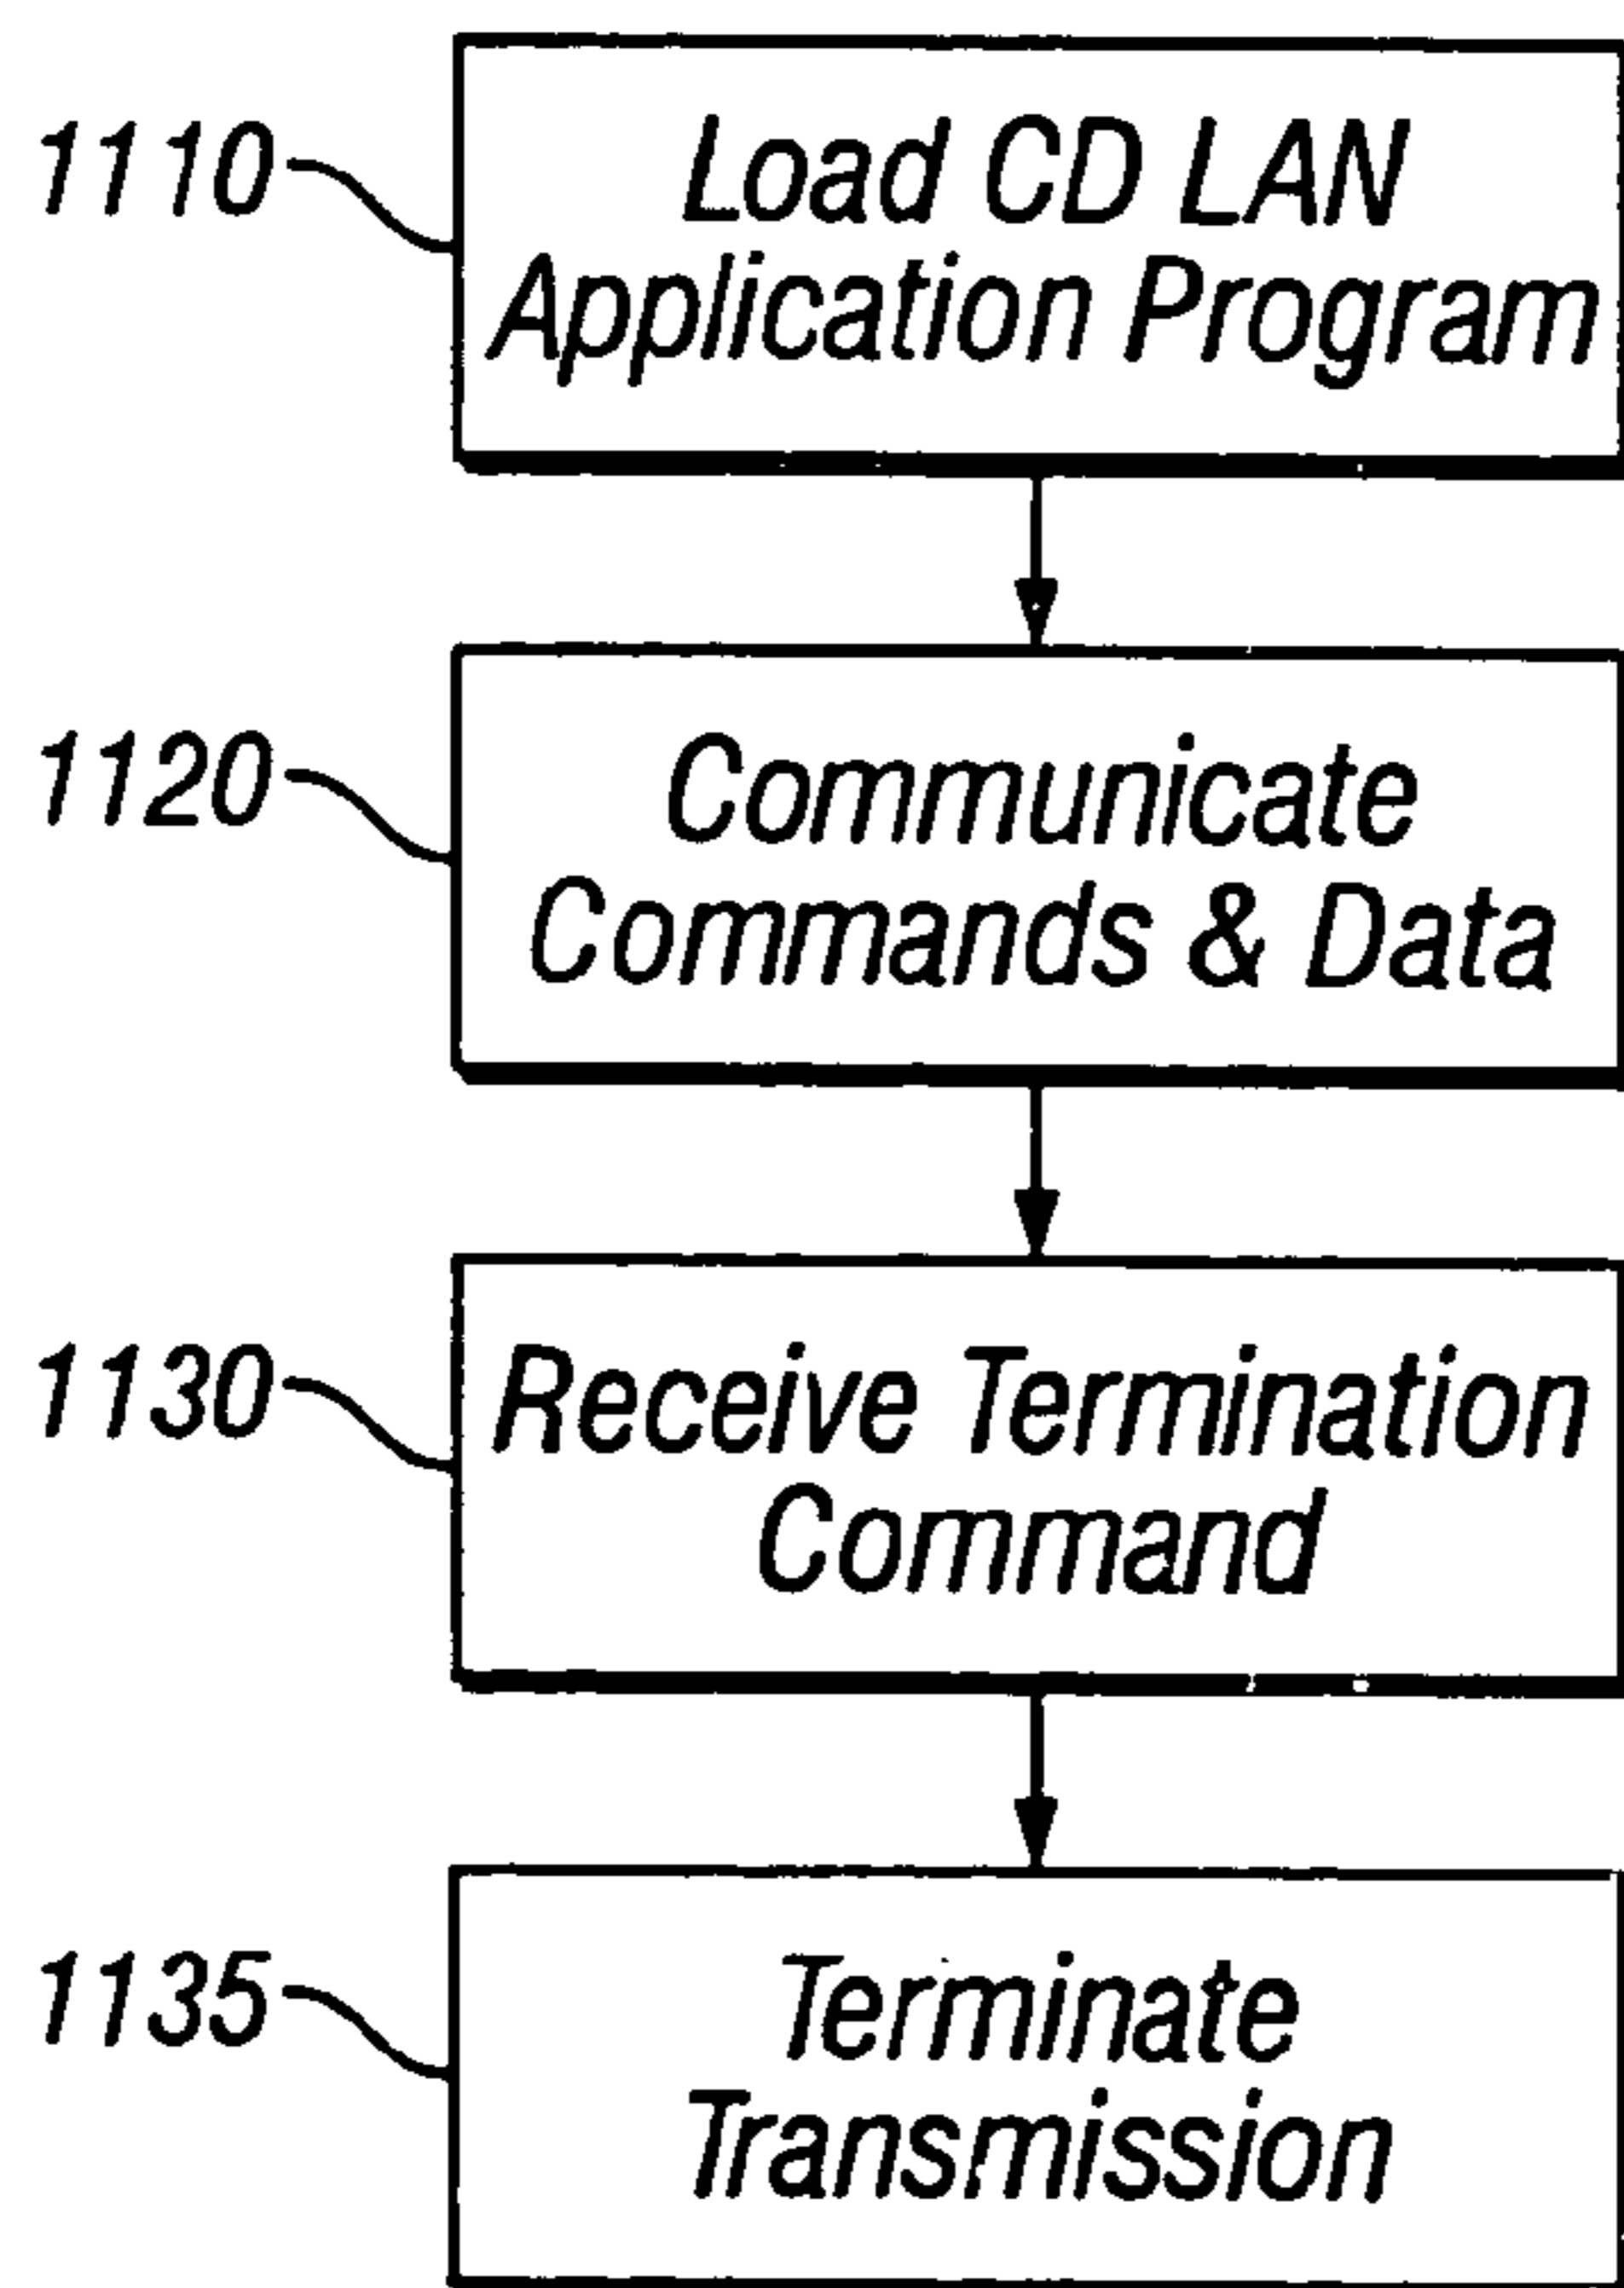 1110
Load CD LAN
Application Program
1120
Communicate
Commands & Data
1130
Receive Termination
Command
1135
Terminate
Transmission